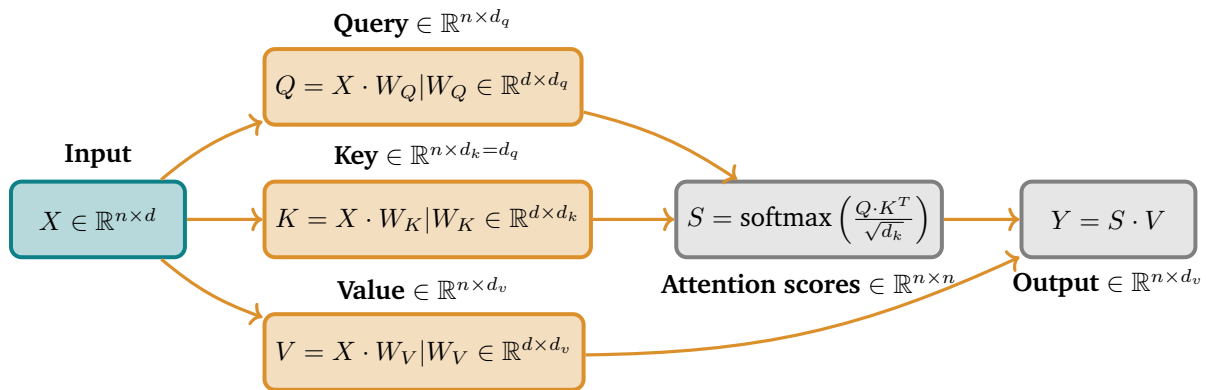 Query ∈ ℝ^{n×d_q}
Q = X · W_Q|W_Q ∈ ℝ^{d×d_q}
Input
X ∈ ℝ^{n×d}
Key ∈ ℝ^{n×d_k=d_q}
K = X · W_K|W_K ∈ ℝ^{d×d_k}
Value ∈ ℝ^{n×d_v}
V = X · W_V|W_V ∈ ℝ^{d×d_v}
S = softmax(Q·K^T/√d_k)
Attention scores ∈ ℝ^{n×n}
Y = S · V
Output ∈ ℝ^{n×d_v}